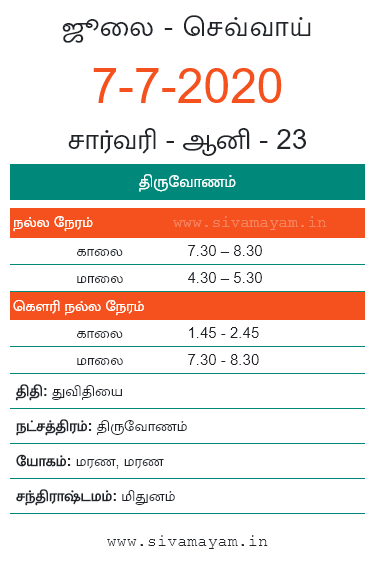 ஜூலை - செவ்வாய்
7-7-2020
சார்வரி - ஆனி - 23
திருவோணம்
நல்ல நேரம் www.sivamayam.in
காலை 7.30 – 8.30
மாலை 4.30 – 5.30
கௌரி நல்ல நேரம்
காலை 1.45 - 2.45
மாலை 7.30 - 8.30
திதி: துவிதியை
நட்சத்திரம்: திருவோணம்
யோகம்: மரண, மரண
சந்திராஷ்டமம்: மிதுனம்
www.sivamayam.in